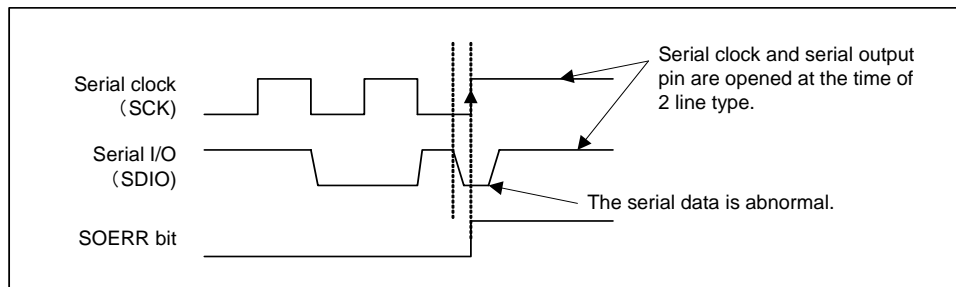 Serial clock
（SCK)
Serial I/O
（SDIO)
SOERR bit
Serial clock and serial output
pin are opened at the time of
2 line type.
The serial data is abnormal.